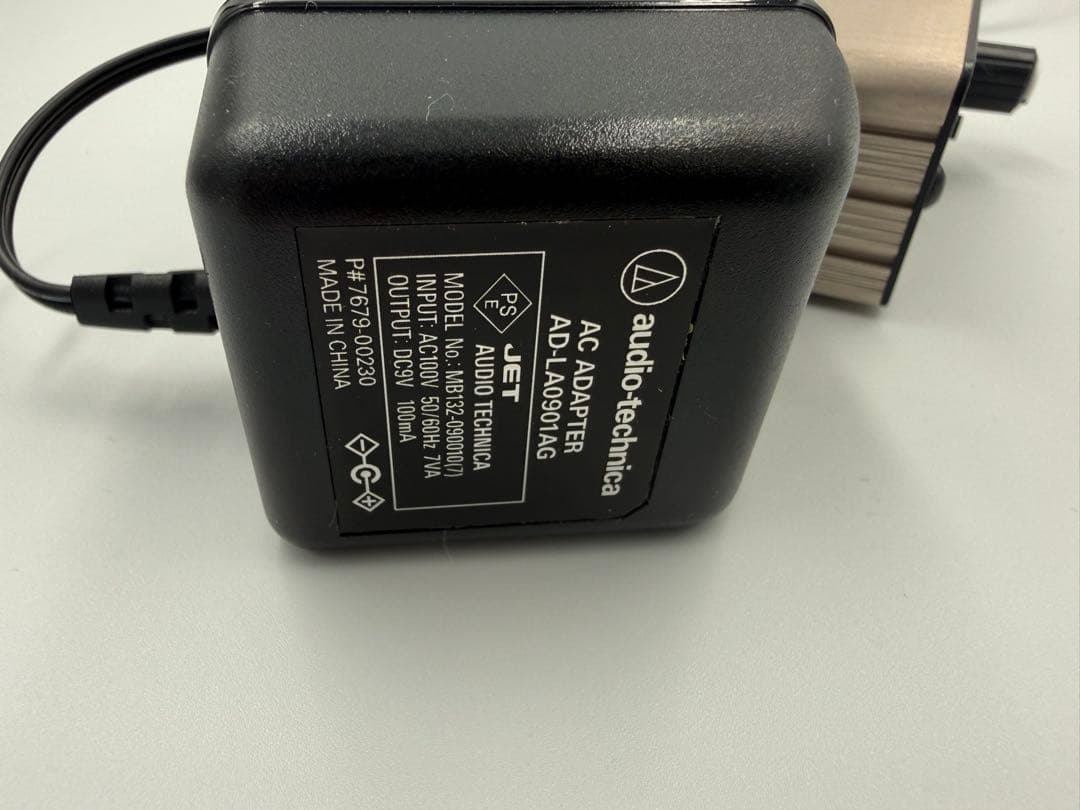 audio-technica
AC ADAPTER
AD-LA0901AG
PS
E
JET
AUDIO TECHNICA
MODEL No.: MB132-090010(7)
INPUT: AC100V 50/60Hz 7VA
OUTPUT: DC9V 100mA
P#7679-00230
MADE IN CHINA